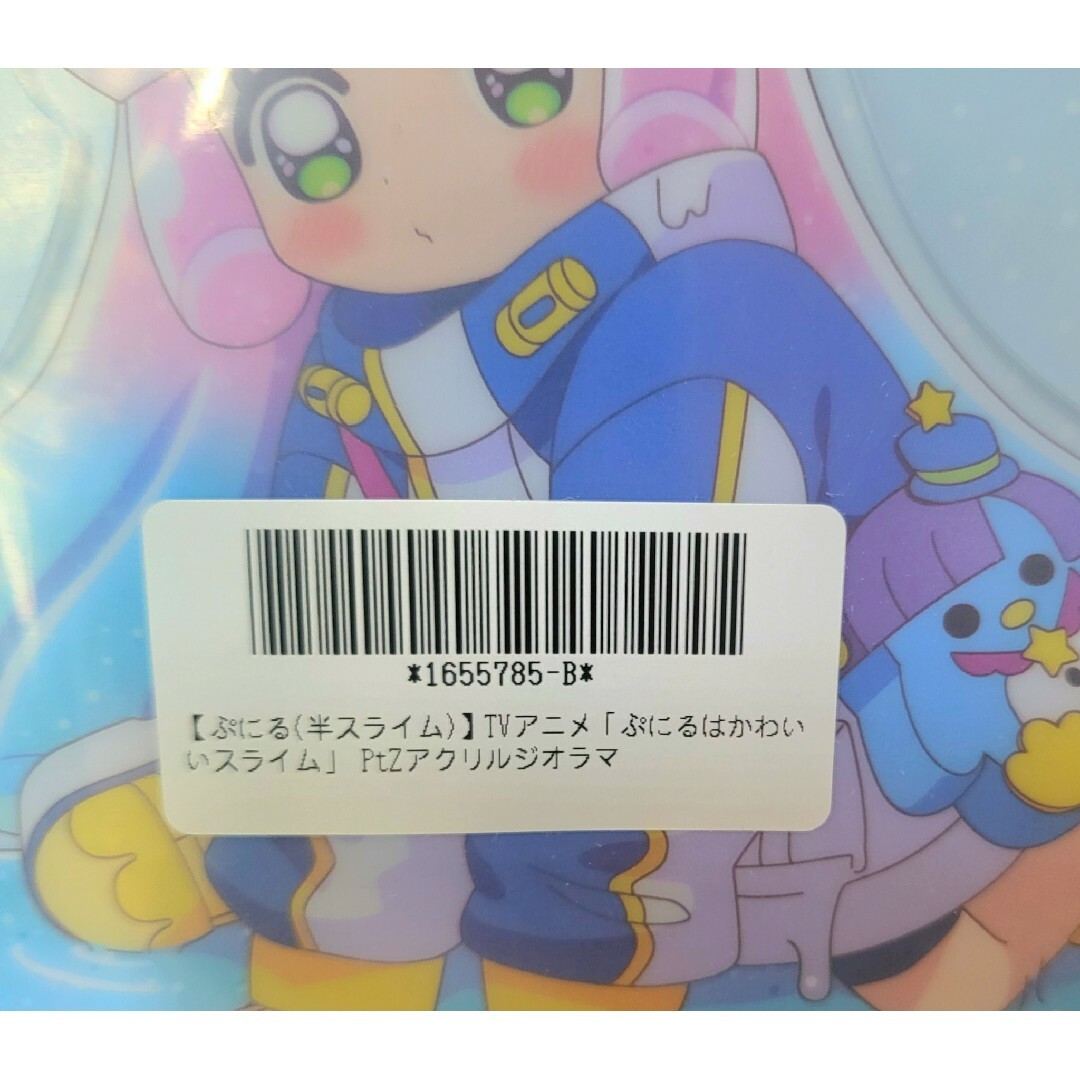 *1655785-B*
【ぷにる(半スライム)】TVアニメ「ぷにるはかわい
いスライム」 PtZアクリルジオラマ